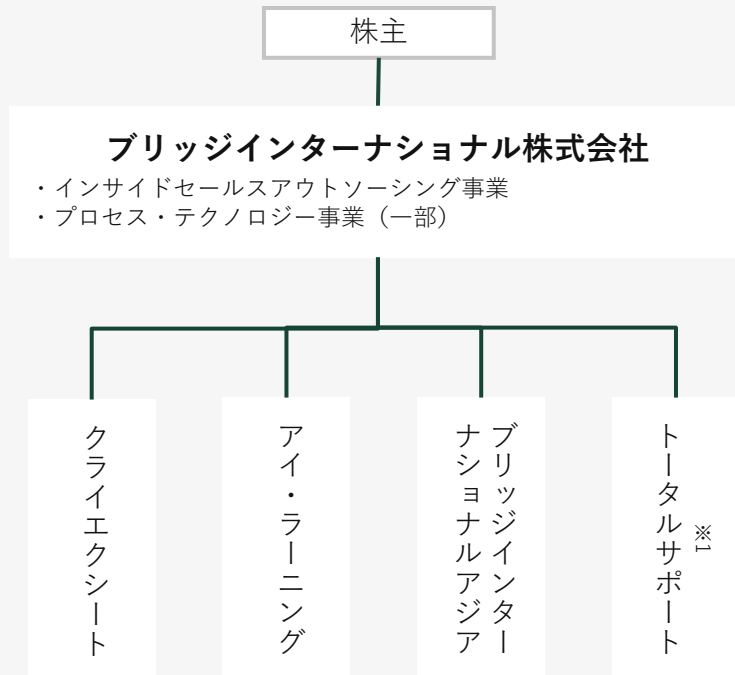 株主
ブリッジインターナショナル株式会社
・インサイドセールスアウトソーシング事業
・プロセス・テクノロジー事業（一部）
クライエクシート
アイ・ラーニング
ブリッジインター
ナショナルアジア
トータルサポート
※1